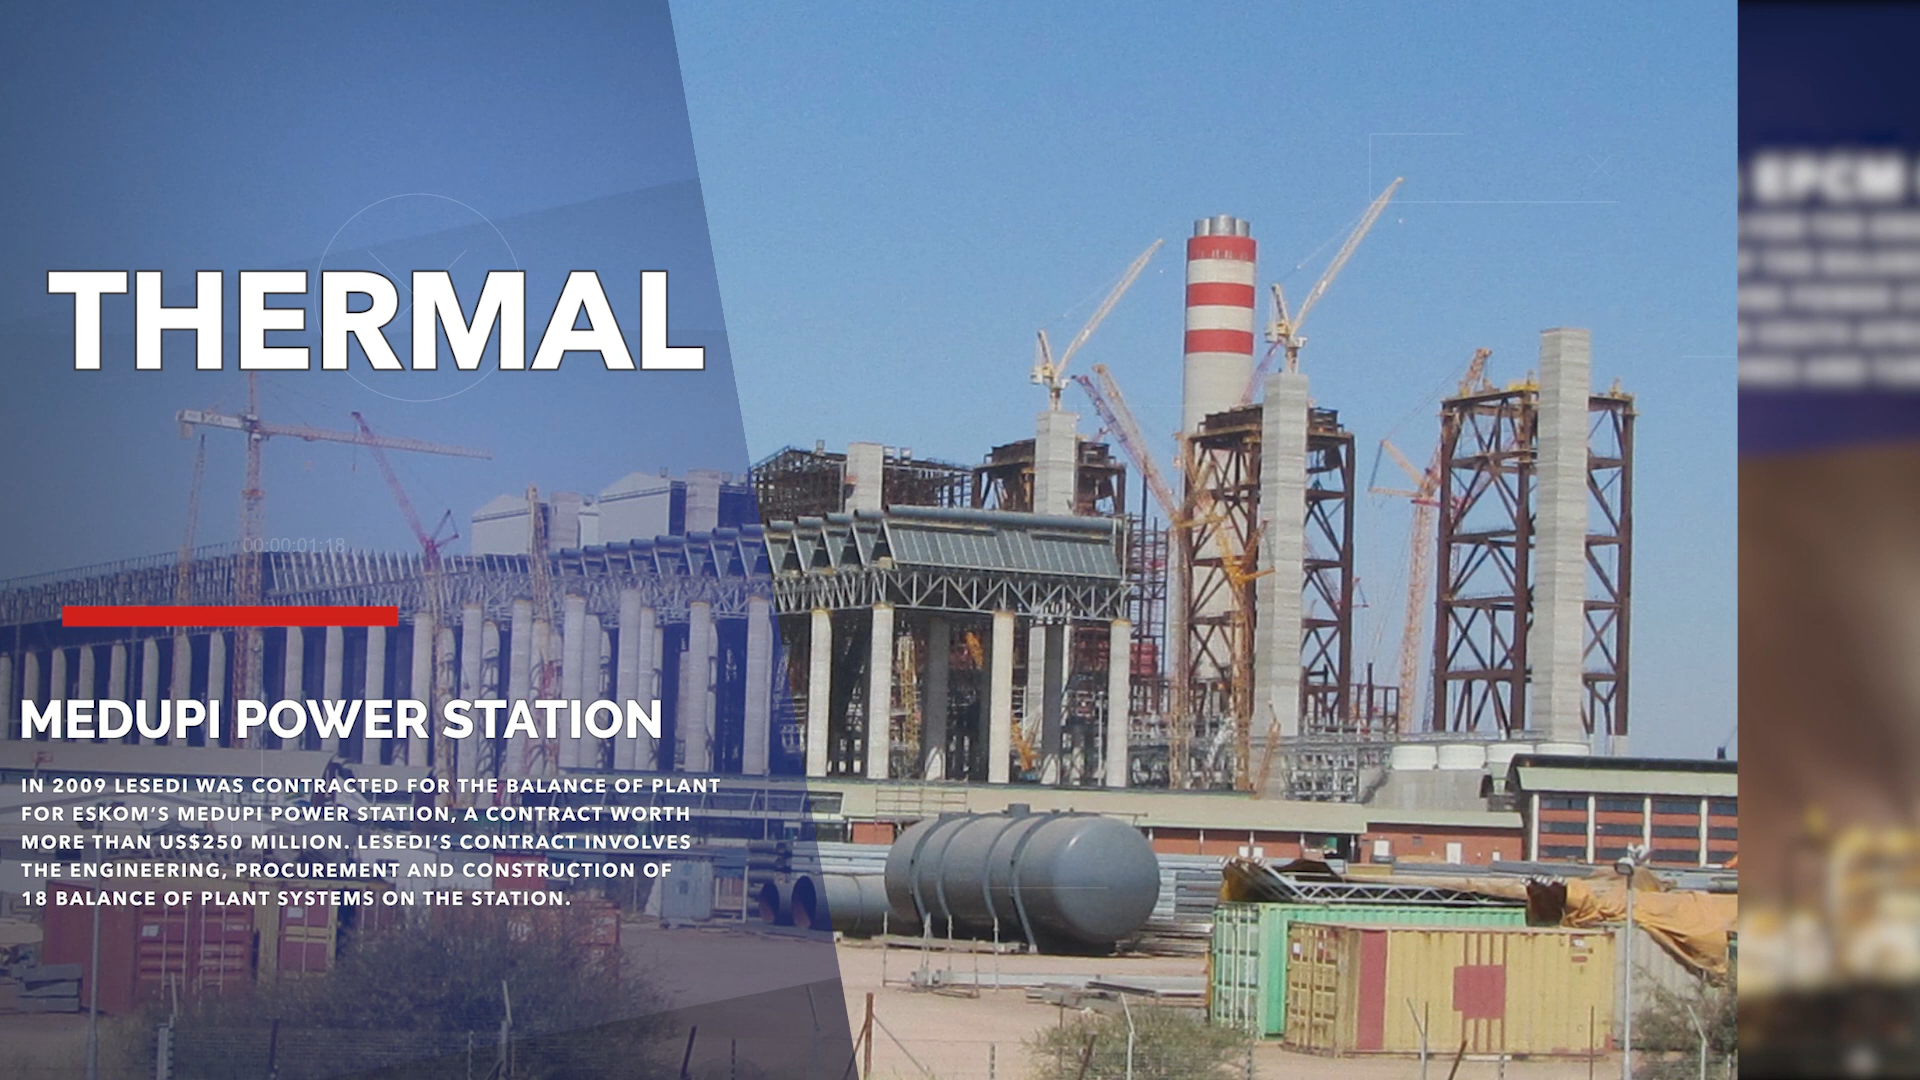 THERMAL
00:00:01:18
MEDUPI POWER STATION
IN 2009 LESEDI WAS CONTRACTED FOR THE BALANCE OF PLANT
FOR ESKOM’S MEDUPI POWER STATION, A CONTRACT WORTH
MORE THAN US$250 MILLION. LESEDI’S CONTRACT INVOLVES
THE ENGINEERING, PROCUREMENT AND CONSTRUCTION OF
18 BALANCE OF PLANT SYSTEMS ON THE STATION.
EPCM